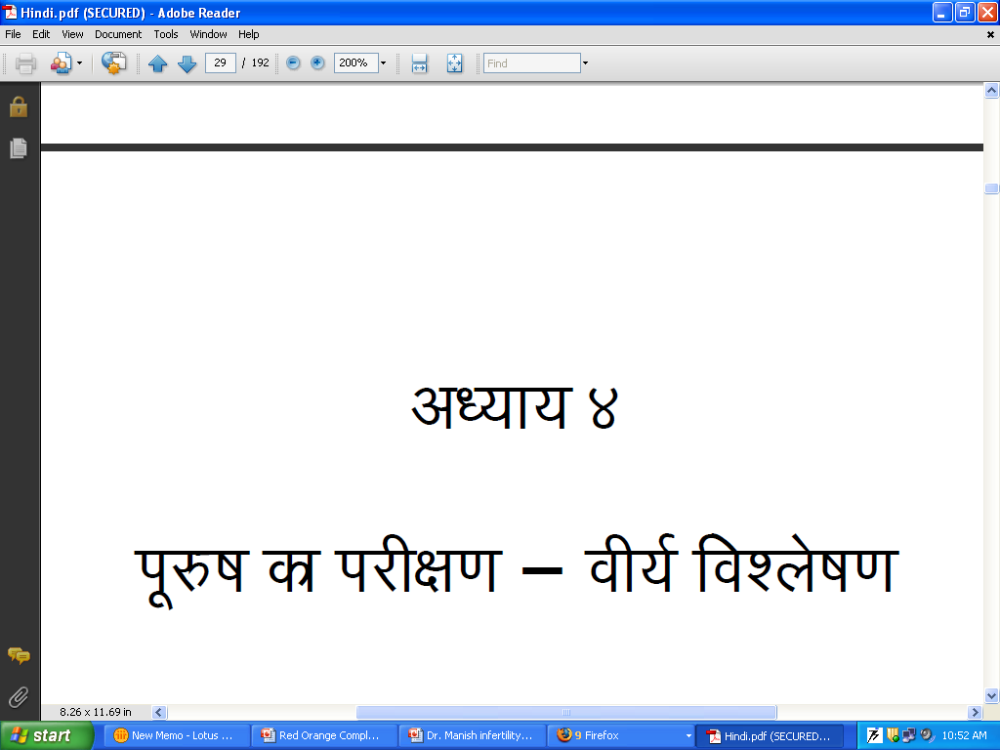 Hindi.pdf (SECURED) - Adobe Reader
File Edit View Document Tools Window Help
29 / 192 200% Find
अध्याय ४
पूरुष का परीक्षण – वीर्य विश्लेषण
8.26 x 11.69 in
start New Memo - Lotus ... Red Orange Compl... Dr. Manish infertility... 9 Firefox Hindi.pdf (SECURED... 10:52 AM